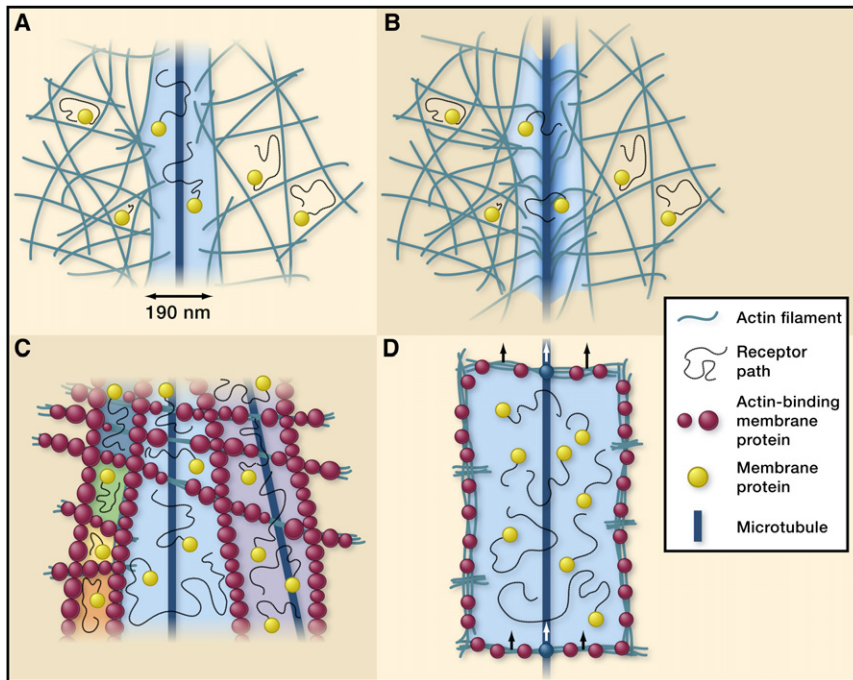 A
B
190 nm
C
D
Actin filament
Receptor
path
Actin-binding
membrane
protein
Membrane
protein
Microtubule